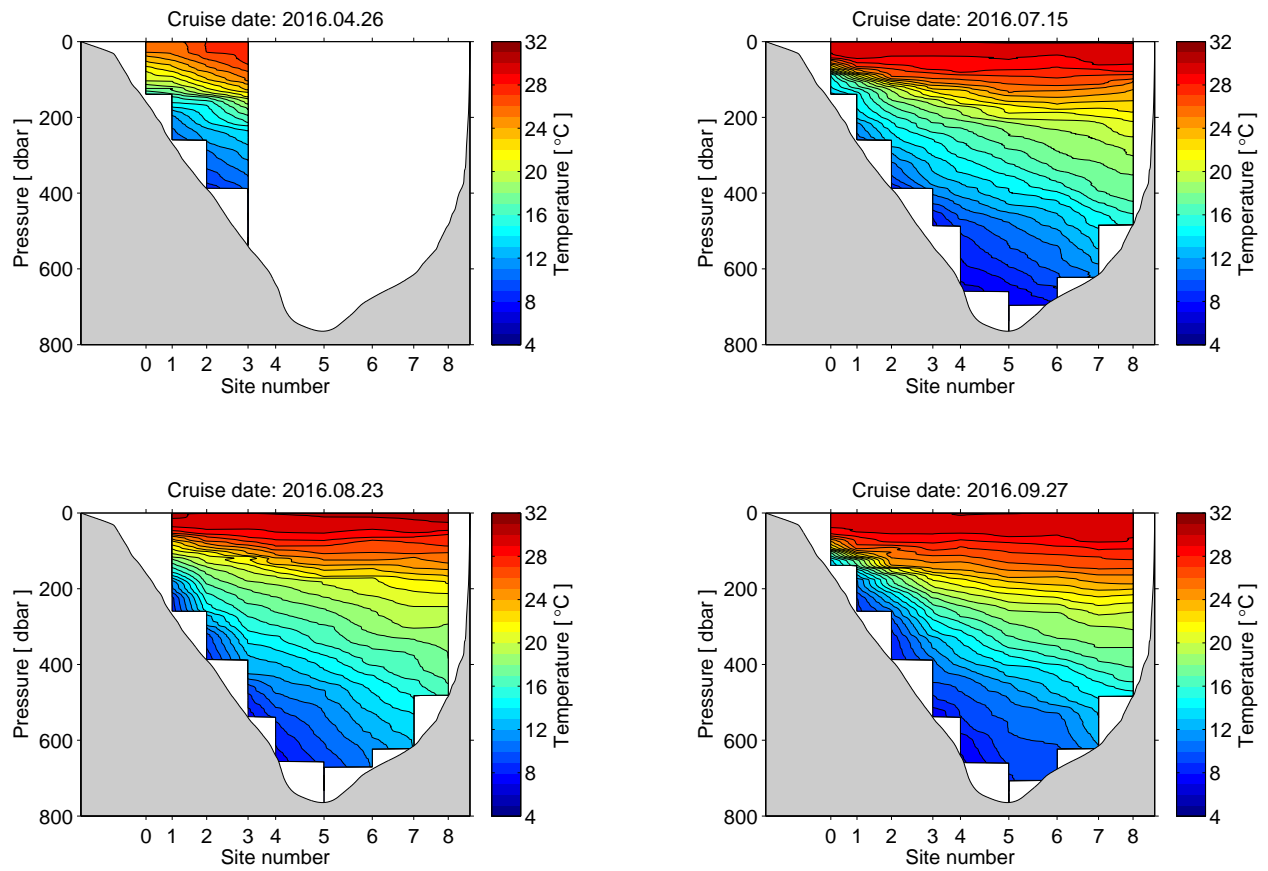 Cruise date: 2016.04.26
0
200
400
600
800
Pressure [ dbar ]
0 1 2 3 4 5 6 7 8
Site number
32
28
24
20
16
12
8
4
Temperature [ °C ]
Cruise date: 2016.07.15
0
200
400
600
800
Pressure [ dbar ]
0 1 2 3 4 5 6 7 8
Site number
32
28
24
20
16
12
8
4
Temperature [ °C ]
Cruise date: 2016.08.23
0
200
400
600
800
Pressure [ dbar ]
0 1 2 3 4 5 6 7 8
Site number
32
28
24
20
16
12
8
4
Temperature [ °C ]
Cruise date: 2016.09.27
0
200
400
600
800
Pressure [ dbar ]
0 1 2 3 4 5 6 7 8
Site number
32
28
24
20
16
12
8
4
Temperature [ °C ]